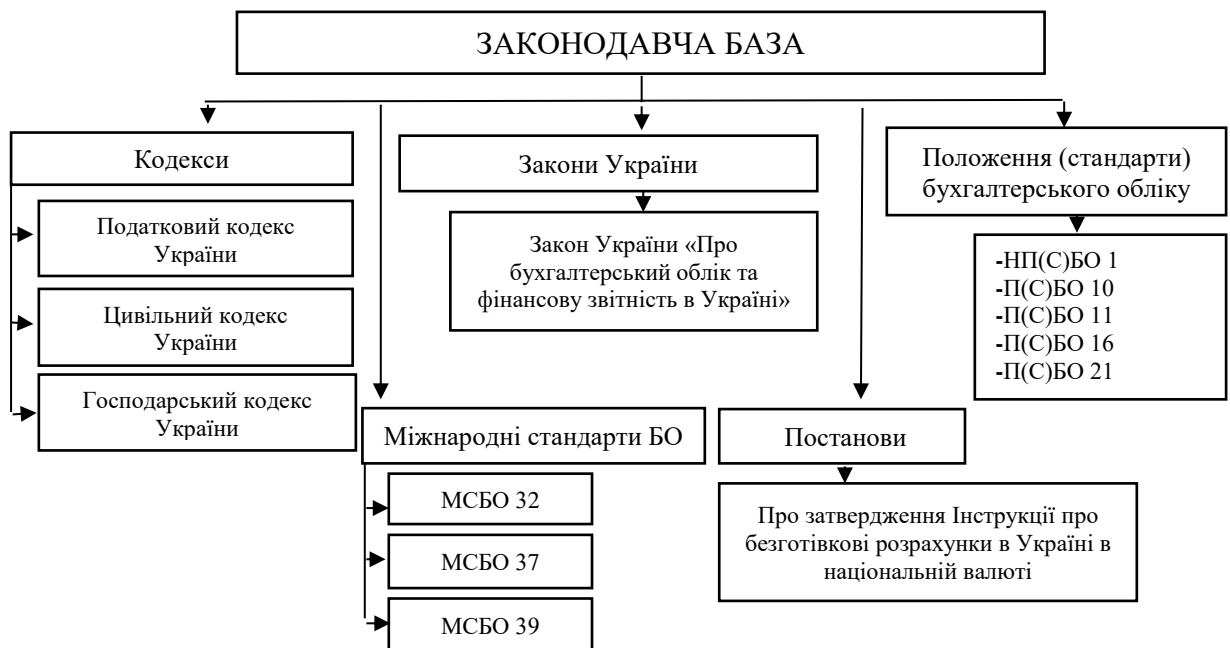 ЗАКОНОДАВЧА БАЗА
Кодекси
Податковий кодекс
України
Цивільний кодекс
України
Господарський кодекс
України
Міжнародні стандарти БО
МСБО 32
МСБО 37
МСБО 39
Закони України
Закон України «Про
бухгалтерський облік та
фінансову звітність в Україні»
Постанови
Про затвердження Інструкції про
безготівкові розрахунки в Україні в
національній валюті
Положення (стандарти)
бухгалтерського обліку
-НП(С)БО 1
-П(С)БО 10
-П(С)БО 11
-П(С)БО 16
-П(С)БО 21